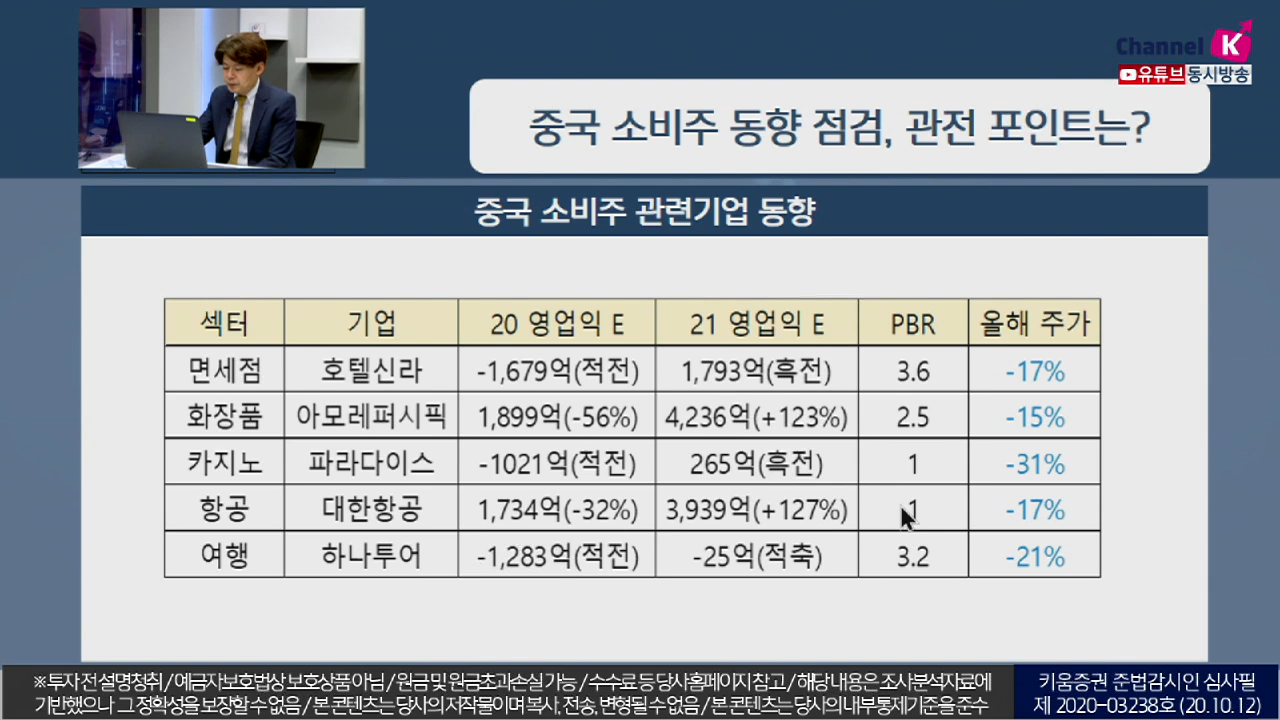 Channel K
유튜브동시방송
중국 소비주 동향 점검, 관전 포인트는?
중국 소비주 관련기업 동향
섹터 기업 20 영업익 E 21 영업익 E PBR 올해 주가
면세점 호텔신라 -1,679억(적전) 1,793억(흑전) 3.6 -17%
화장품 아모레퍼시픽 1,899억(-56%) 4,236억(+123%) 2.5 -15%
카지노 파라다이스 -1021억(적전) 265억(흑전) 1 -31%
항공 대한항공 1,734억(-32%) 3,939억(+127%) 1 -17%
여행 하나투어 -1,283억(적전) -25억(적축) 3.2 -21%
※ 투자 전 설명청취 / 예금자보호법상 보호상품 아님 / 원금 및 원금초과손실 가능 / 수수료 등 당사홈페이지 참고 / 해당 내용은 조사분석자료에
기반했으나 그 정확성을 보장할 수 없음 / 본 콘텐츠는 당사의 저작물이며 복사, 전송, 변형될 수 없음 / 본 콘텐츠는 당사의 내부통제기준을 준수
키움증권 준법감시인 심사필
제 2020-03238호 (20.10.12)